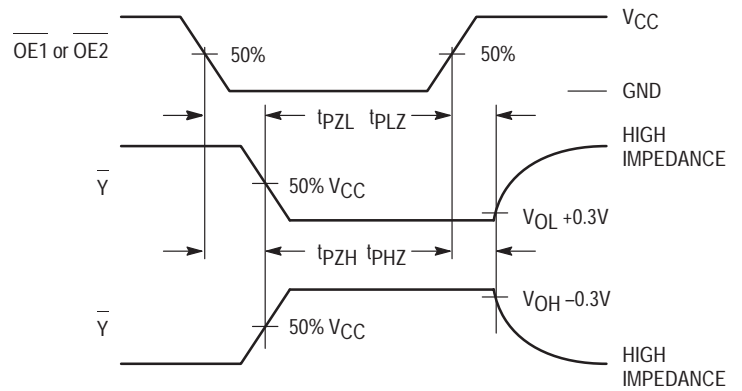 VCC
OE1 or OE2
50%
50%
GND
tPZL tPLZ
HIGH
IMPEDANCE
Y
50% VCC
VOL +0.3V
tPZH tPHZ
VOH –0.3V
Y
50% VCC
HIGH
IMPEDANCE